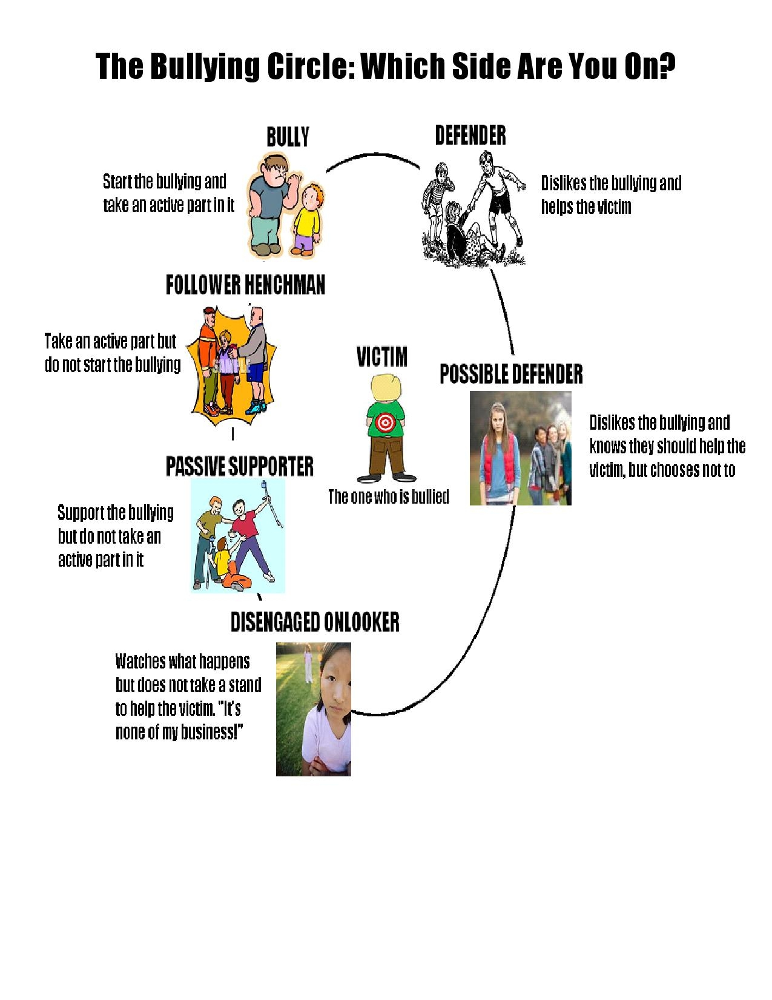 The Bullying Circle: Which Side Are You On?
BULLY
Start the bullying and
take an active part in it
DEFENDER
Dislikes the bullying and
helps the victim
FOLLOWER HENCHMAN
Take an active part but
do not start the bullying
SAMPLE
VICTIM
The one who is bullied
POSSIBLE DEFENDER
Dislikes the bullying and
knows they should help the
victim, but chooses not to
PASSIVE SUPPORTER
Support the bullying
but do not take an
active part in it
DISENGAGED ONLOOKER
Watches what happens
but does not take a stand
to help the victim. "It's
none of my business!"